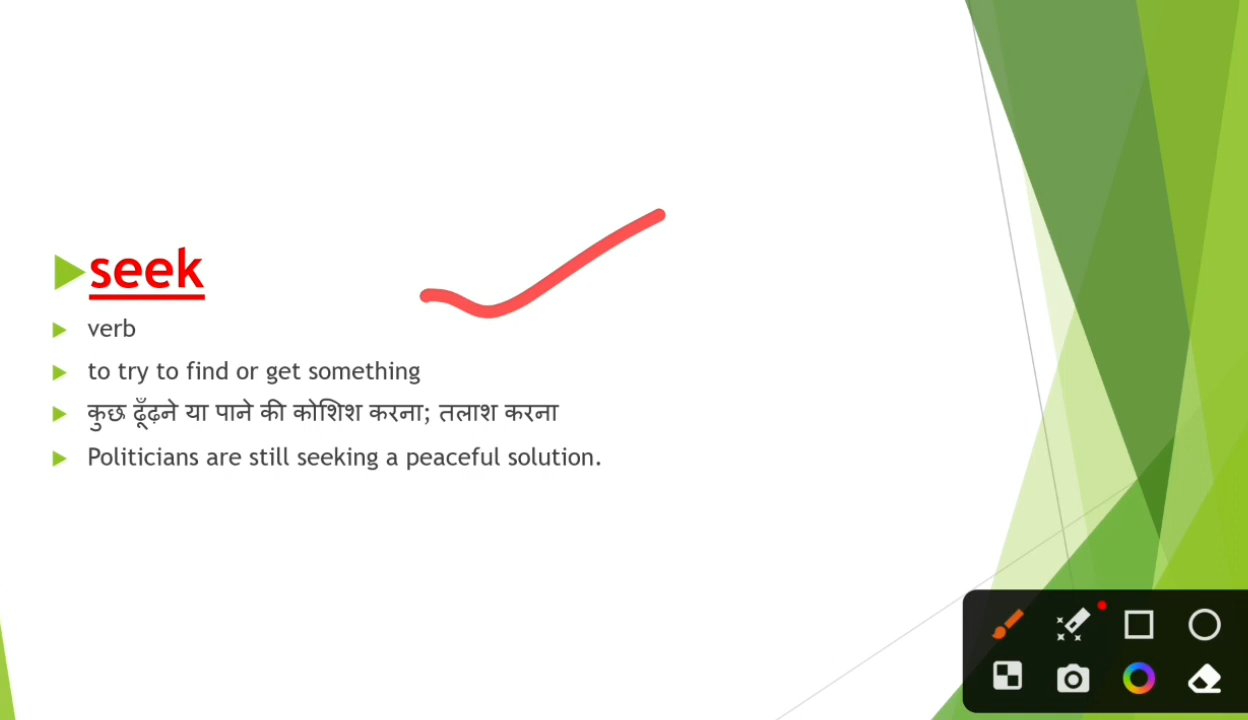 seek
verb
to try to find or get something
कुछ ढूँढ़ने या पाने की कोशिश करना; तलाश करना
Politicians are still seeking a peaceful solution.